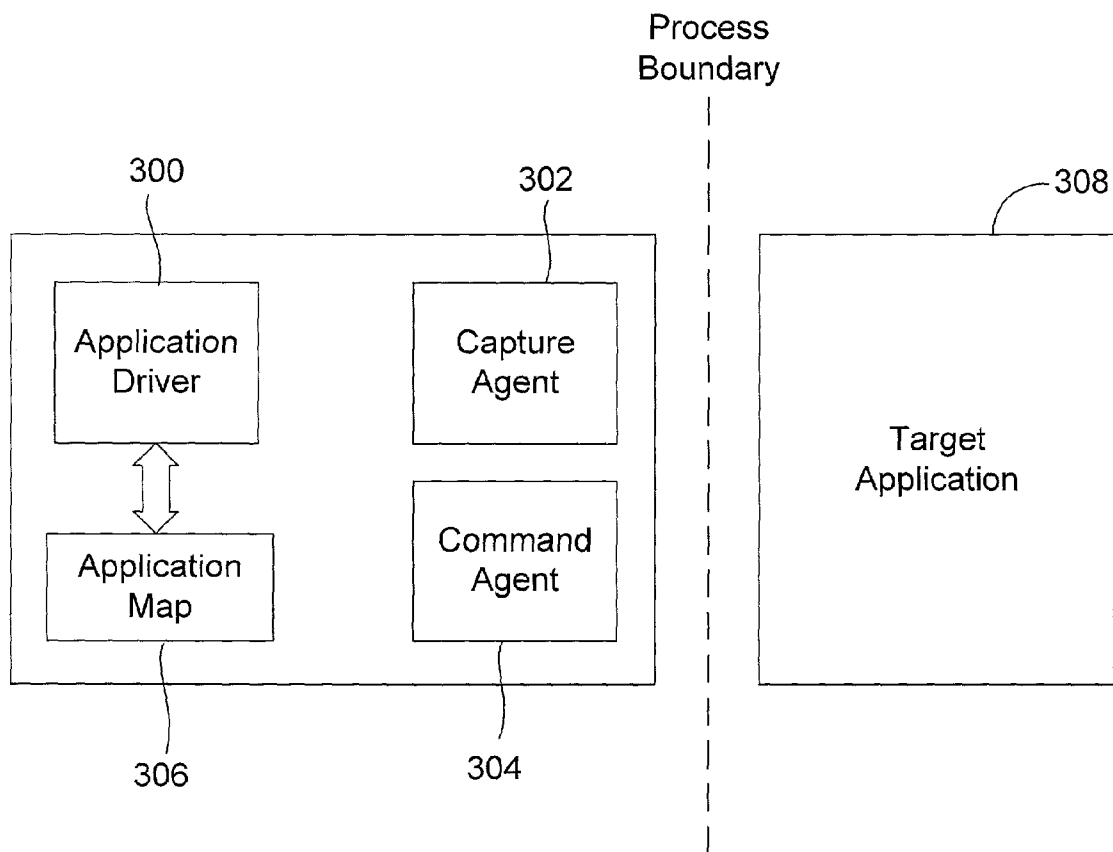 Process
Boundary
300
302
308
Application
Driver
Capture
Agent
Target
Application
Application
Map
Command
Agent
306
304